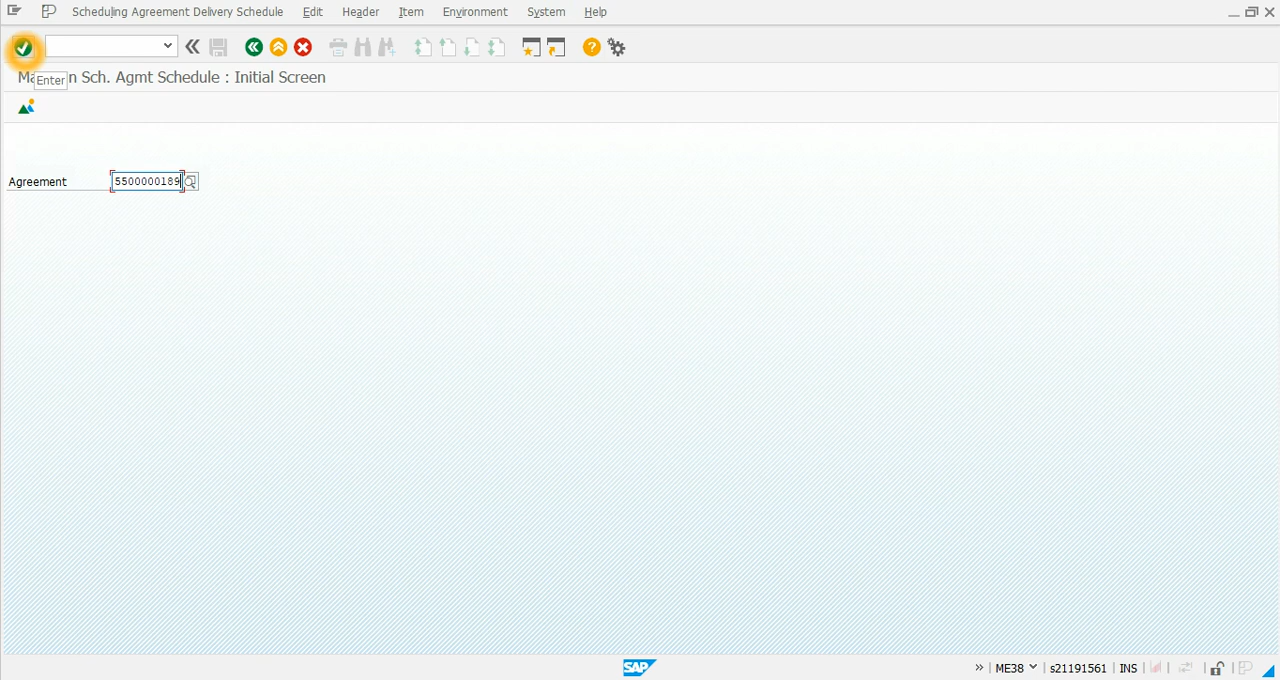 Scheduling Agreement Delivery Schedule Edit Header Item Environment System Help
Enter
n Sch. Agmt Schedule : Initial Screen
Agreement 5500000189
SAP
» ME38 s21191561 INS